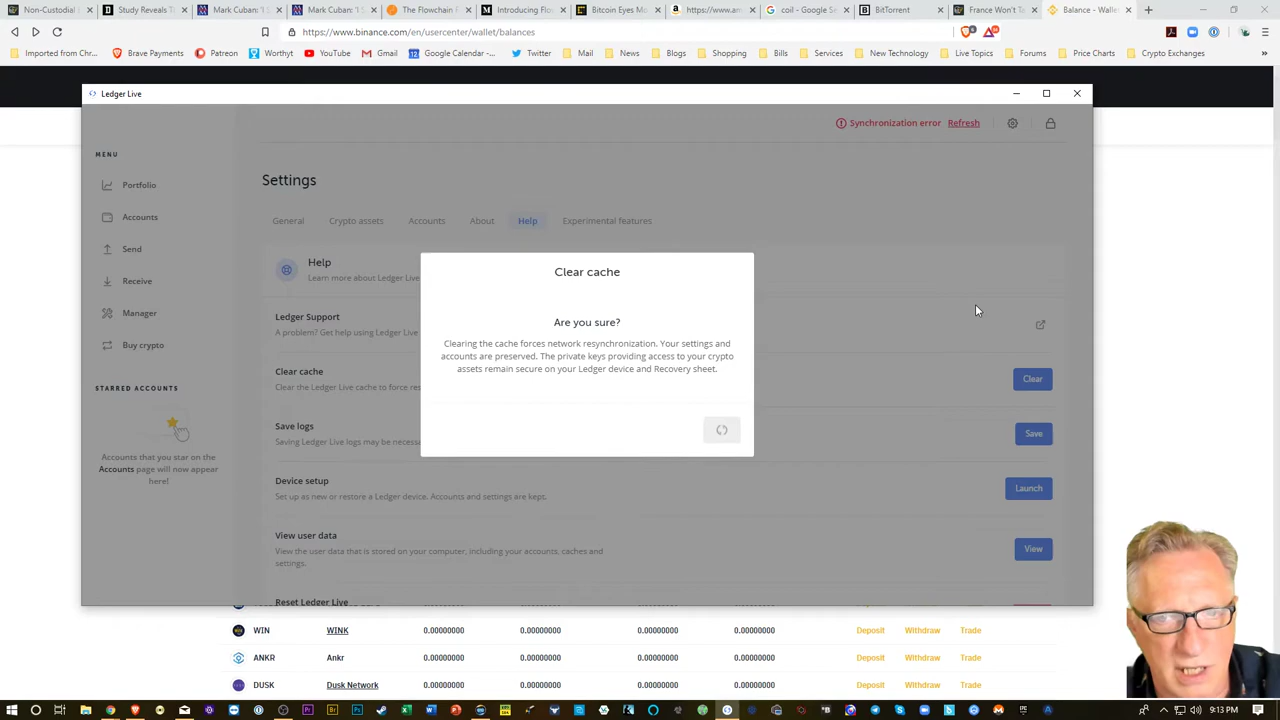 Non-Custodial
Study Reveals T
Mark Cuban: 'I S
Mark Cuban: 'I S
The Flowchain F
Introducing Flo
Bitcoin Eyes Mo
https://www.am
coil - Google Se
BitTorrent
France Won't Ta
Balance - Walle
https://www.binance.com/en/usercenter/wallet/balances
Imported from Chro...
Brave Payments
Patreon
Watch
YouTube
Gmail
Google Calendar -...
Twitter
Mail
News
Blogs
Shopping
Bills
Services
New Technology
Live Topics
Forums
Price Charts
Crypto Exchanges
Ledger Live
Synchronization error Refresh
MENU
Portfolio
Accounts
Send
Receive
Manager
Buy crypto
STARRED ACCOUNTS
Accounts that you star on the
Accounts page will now appear
here!
Settings
General
Crypto assets
Accounts
About
Help
Experimental features
Help
Learn more about Ledger Live
Ledger Support
A problem? Get help using Ledger Live
Clear cache
Clear the Ledger Live cache to force res
Clear
Save logs
Saving Ledger Live logs may be necessa
Save
Device setup
Set up as new or restore a Ledger device. Accounts and settings are kept.
Launch
View user data
View the user data that is stored on your computer, including your accounts, caches and
settings.
View
Reset Ledger Live
Clear cache
Are you sure?
Clearing the cache forces network resynchronization. Your settings and
accounts are preserved. The private keys providing access to your crypto
assets remain secure on your Ledger device and Recovery sheet.
WIN WINK 0.00000000 0.00000000 0.00000000 0.00000000 Deposit Withdraw Trade
ANKR Ankr 0.00000000 0.00000000 0.00000000 0.00000000 Deposit Withdraw Trade
DUSK Dusk Network 0.00000000 0.00000000 0.00000000 0.00000000 Deposit Withdraw Trade
9:13 PM